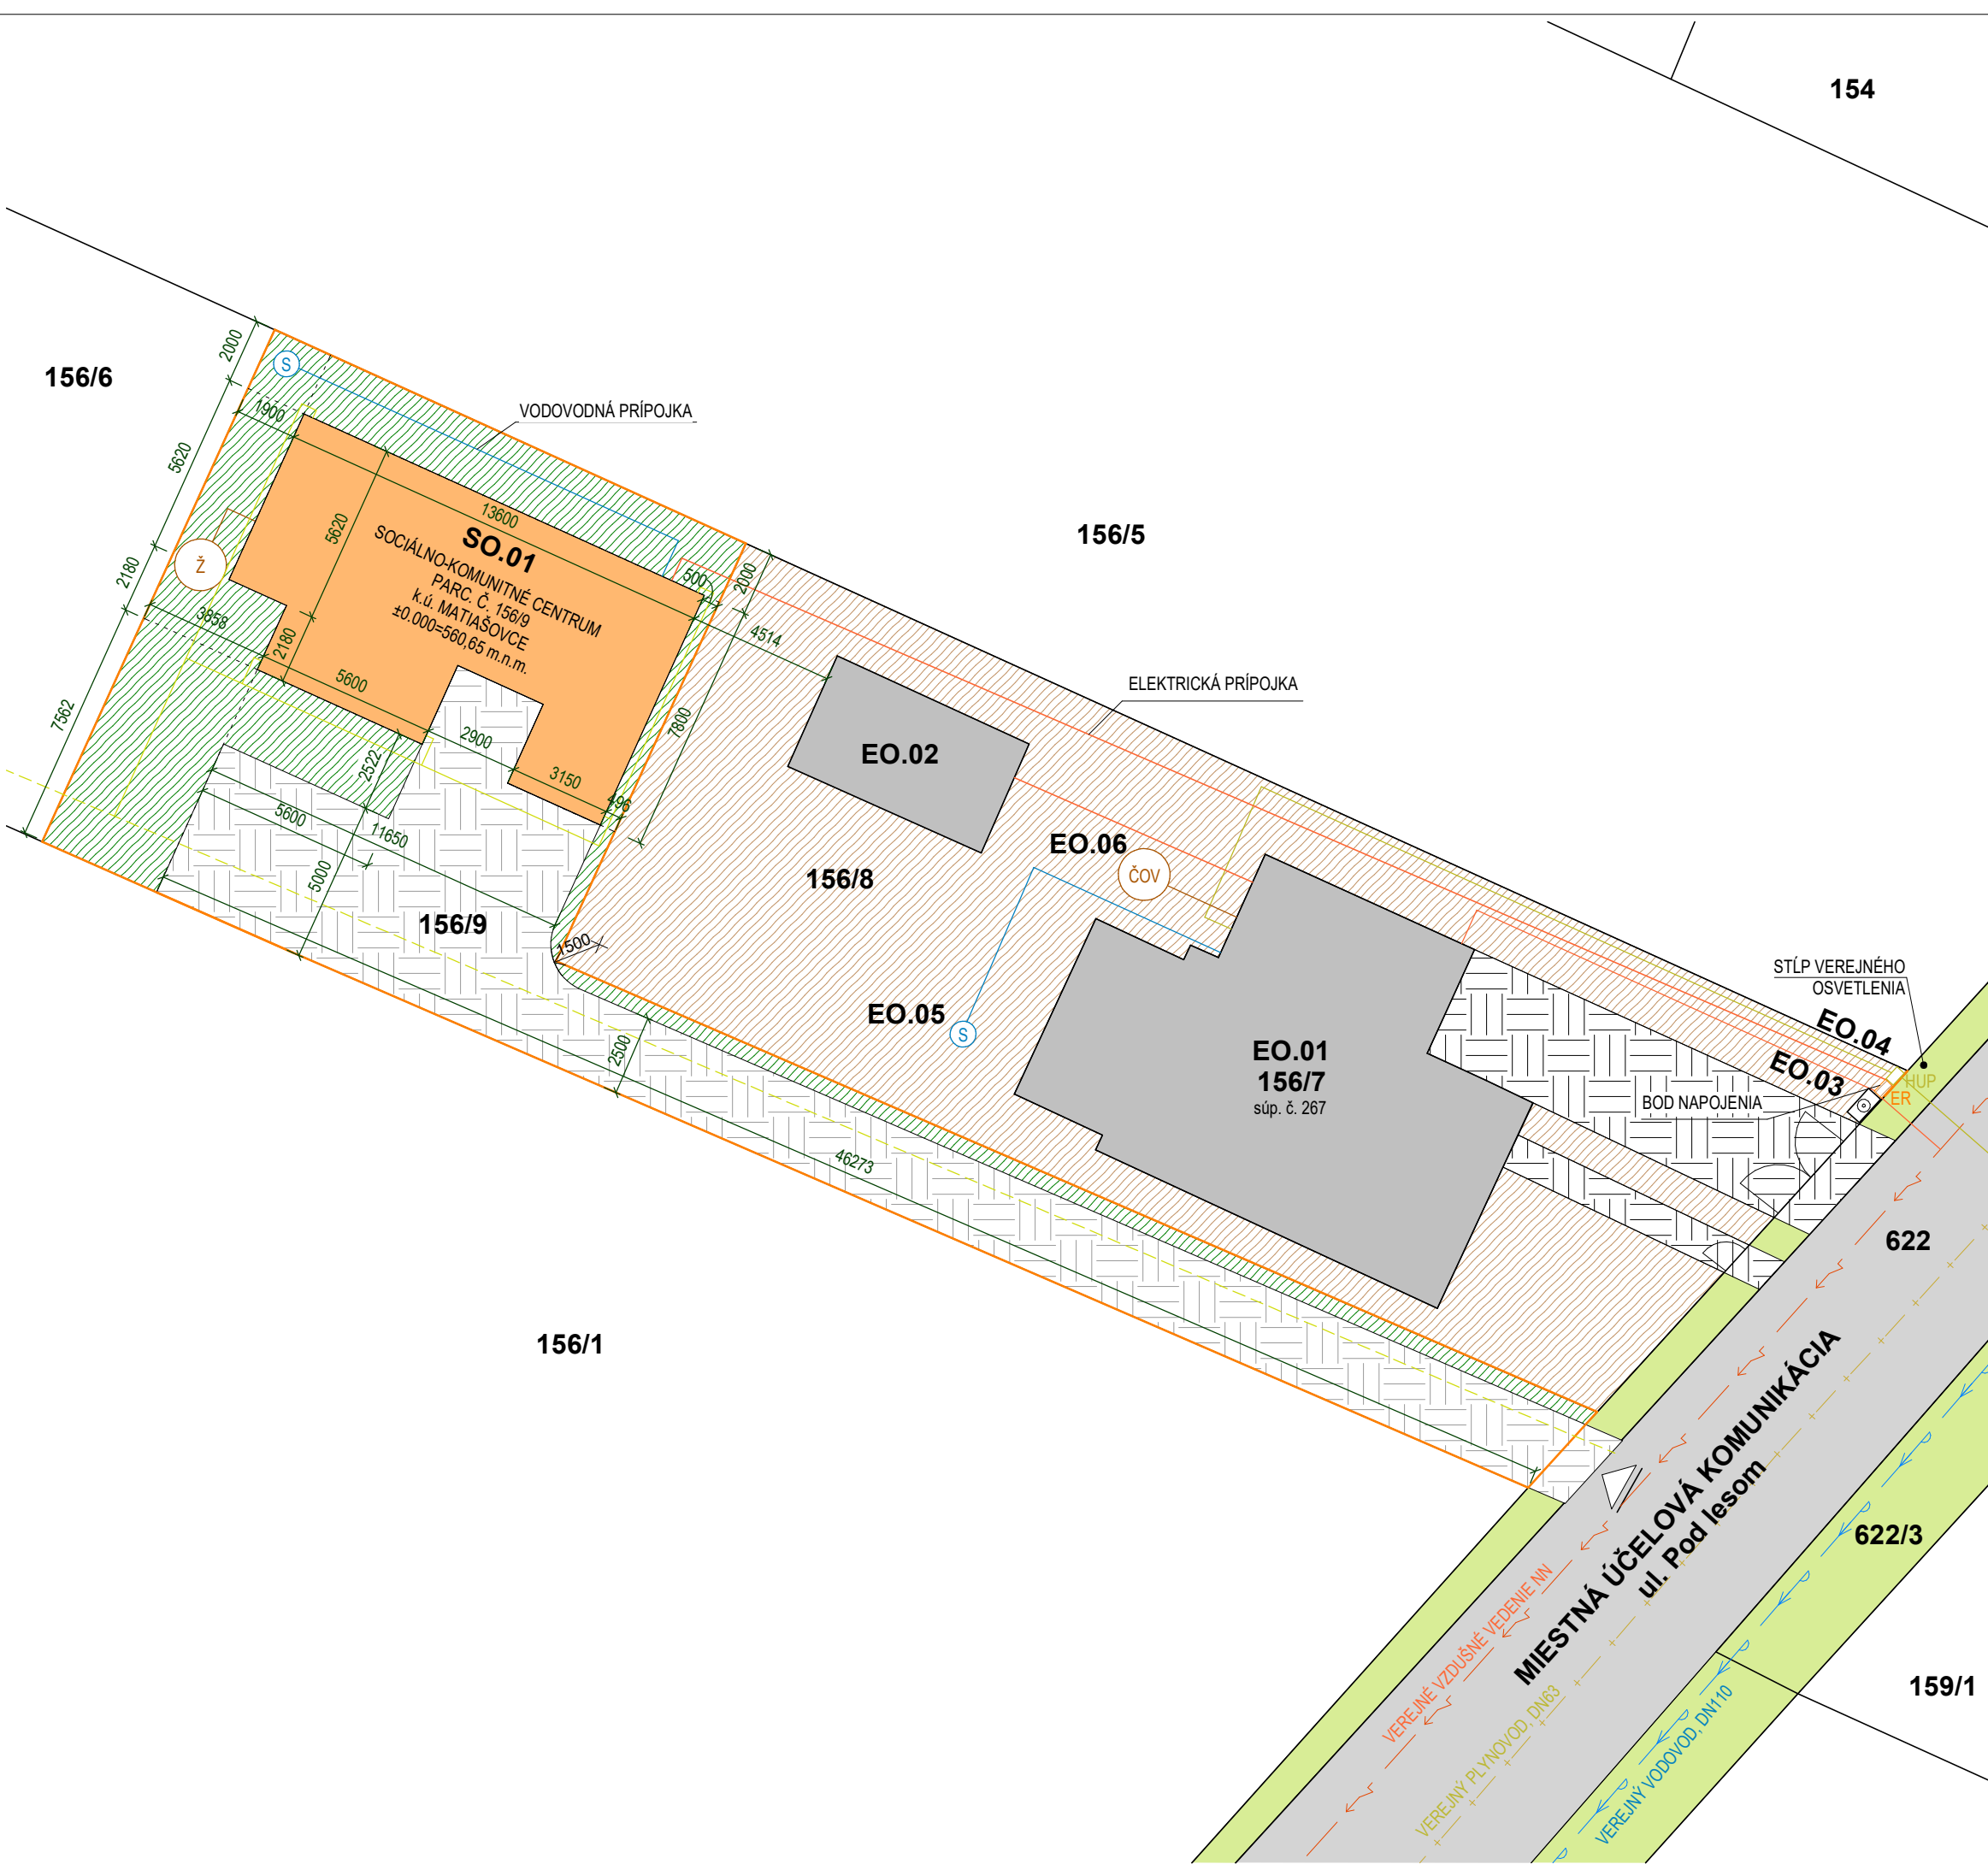 154
2000
156/6
1900
VODOVODNÁ PRÍPOJKA
S
5620
13600
5620
SO.01
SOCIÁLNO-KOMUNITNÉ CENTRUM
PARC. Č. 156/9
k.ú. MATIAŠOVCE
±0.000=560,65 m.n.m.
156/5
2180
Ž
500
2000
3858
2180
4514
5600
ELEKTRICKÁ PRÍPOJKA
7562
7800
2900
2522
3150
496
EO.02
5600
11650
EO.06
5000
156/8
ČOV
156/9
1500
STĹP VEREJNÉHO
OSVETLENIA
EO.05
S
EO.04
2500
EO.01
156/7
súp. č. 267
EO.03
HUP
ER
BOD NAPOJENIA
46273
622
156/1
MIESTNÁ ÚČELOVÁ KOMUNIKÁCIA
ul. Pod lesom
622/3
VEREJNÉ VZDUŠNÉ VEDENIE NN
VEREJNÝ PLYNOVOD, DN63
VEREJNÝ VODOVOD, DN110
159/1